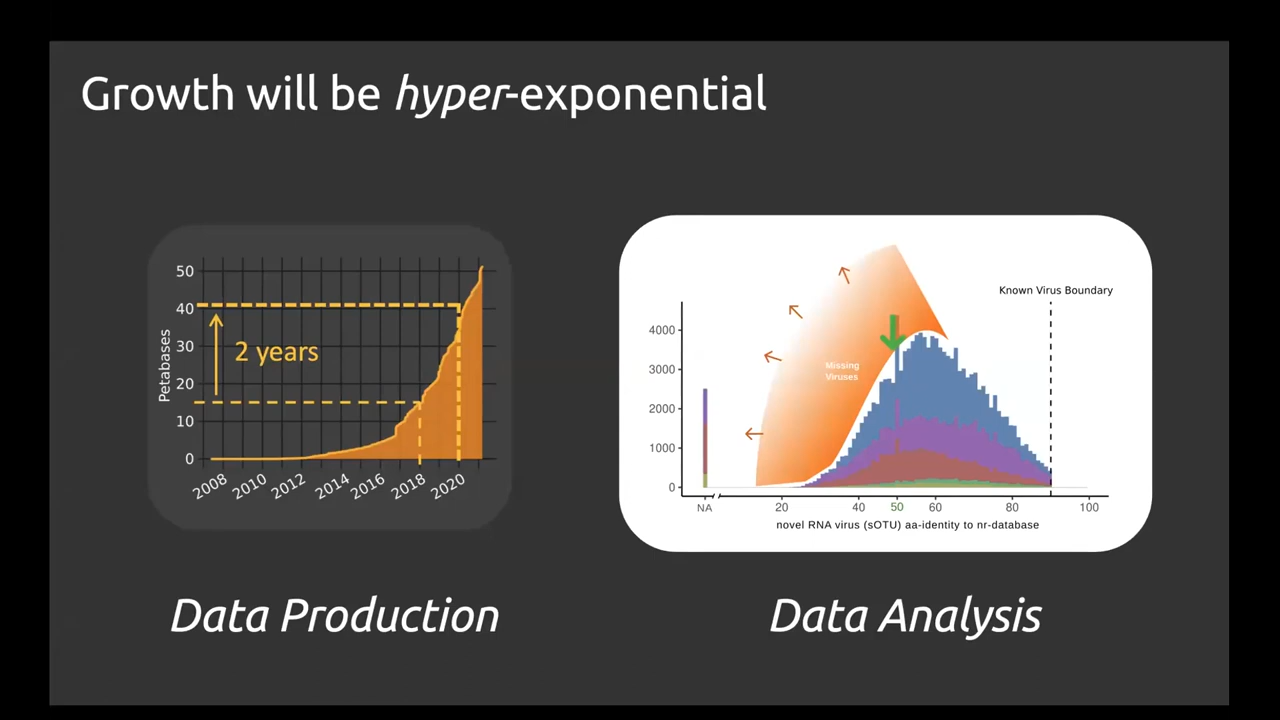 Growth will be hyper-exponential
Petabases
50
40
30
20
10
0
2 years
2008
2010
2012
2014
2016
2018
2020
Known Virus Boundary
Missing
Viruses
4000
3000
2000
1000
0
NA
20
40
50
60
80
100
novel RNA virus (sOTU) aa-identity to nr-database
Data Production
Data Analysis